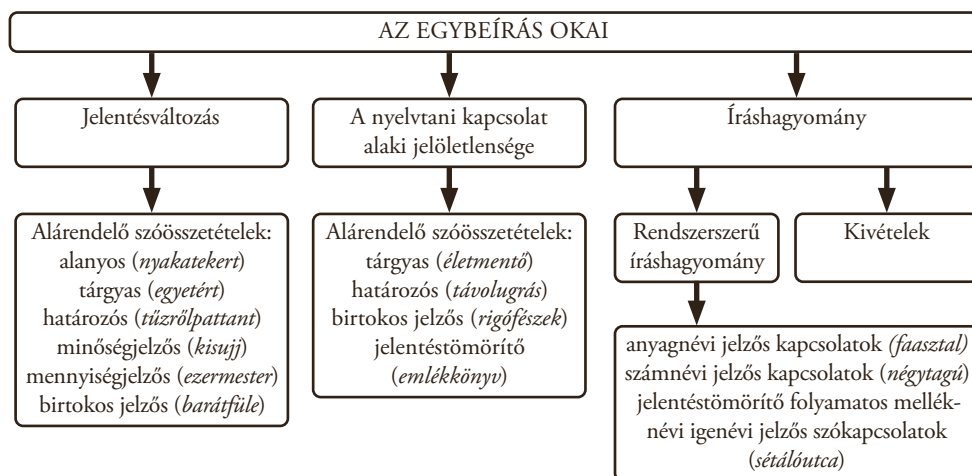 AZ EGYBEÍRÁS OKAI
Jelentésváltozás
A nyelvtani kapcsolat
alaki jelöletlensége
Íráshagyomány
Alárendelő szóösszetételek:
alanyos (nyakatekert)
tárgyas (egyetért)
határozós (tűzrőlpattant)
minőségjelzős (kisujj)
mennyiségjelzős (ezermester)
birtokos jelzős (barátfüle)
Alárendelő szóösszetételek:
tárgyas (életmentő)
határozós (távolugrás)
birtokos jelzős (rigófészek)
jelentéstömörítő
(emlékkönyv)
Rendszerszerű
íráshagyomány
Kivételek
anyagnévi jelzős kapcsolatok (faasztal)
számnévi jelzős kapcsolatok (négytagú)
jelentéstömörítő folyamatos mellék-
névi igenévi jelzős szókapcsolatok
(sétálóutca)